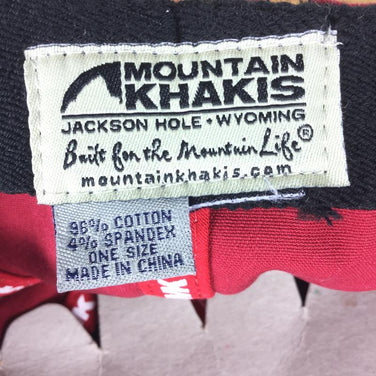 MOUNTAIN
KHAKIS
JACKSON HOLE • WYOMING
Built for the Mountain Life®
mountainkhakis.com
96% COTTON
4% SPANDEX
ONE SIZE
MADE IN CHINA